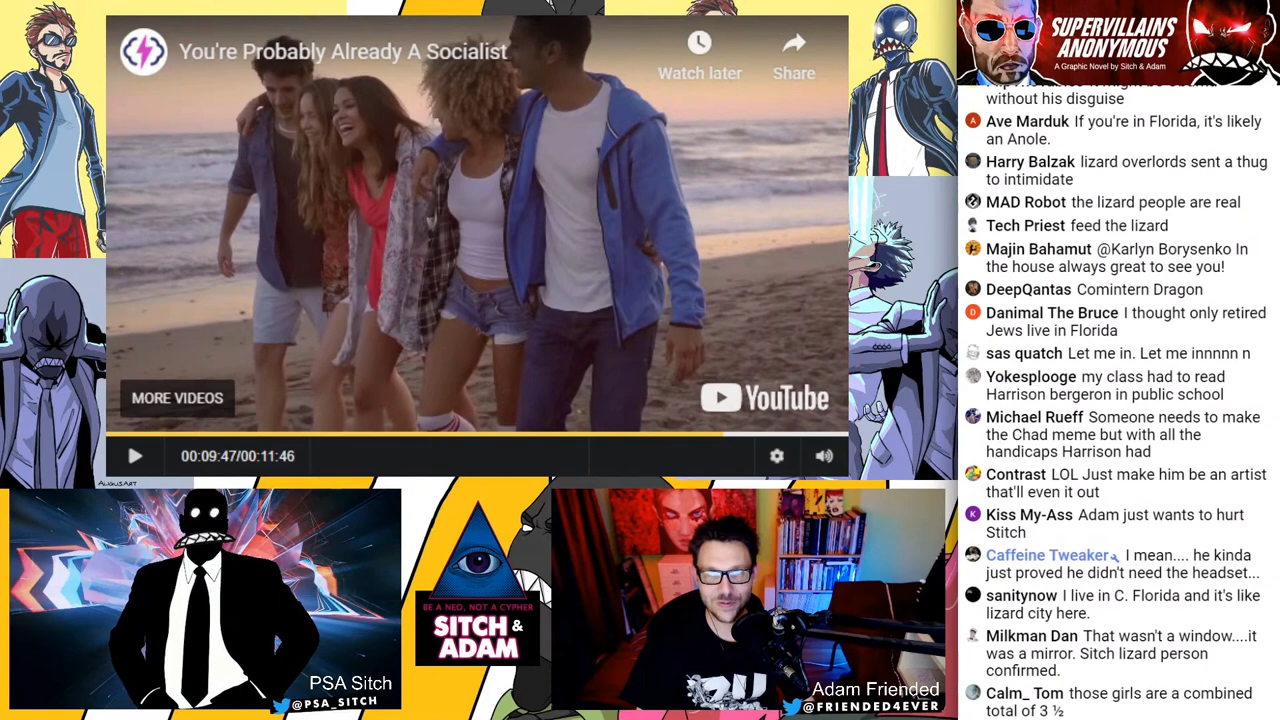 You're Probably Already A Socialist
Watch later
Share
MORE VIDEOS
YouTube
00:09:47/00:11:46
ALIGUSART
PSA Sitch
@PSA_SITCH
BE A NEO, NOT A CYPHER
SITCH &
ADAM
Adam Friended
@FRIENDED4EVER
SUPERVILLAINS
ANONYMOUS
A Graphic Novel by Sitch & Adam
without his disguise
Ave Marduk If you're in Florida, it's likely
an Anole.
Harry Balzak lizard overlords sent a thug
to intimidate
MAD Robot the lizard people are real
Tech Priest feed the lizard
Majin Bahamut @Karlyn Borysenko In
the house always great to see you!
DeepQantas Comintern Dragon
Danimal The Bruce I thought only retired
Jews live in Florida
sas quatch Let me in. Let me innnnn n
Yokesplooge my class had to read
Harrison bergeron in public school
Michael Rueff Someone needs to make
the Chad meme but with all the
handicaps Harrison had
Contrast LOL Just make him be an artist
that'll even it out
Kiss My-Ass Adam just wants to hurt
Stitch
Caffeine Tweaker I mean.... he kinda
just proved he didn't need the headset...
sanitynow I live in C. Florida and it's like
lizard city here.
Milkman Dan That wasn't a window....it
was a mirror. Sitch lizard person
confirmed.
Calm_ Tom those girls are a combined
total of 3 ½